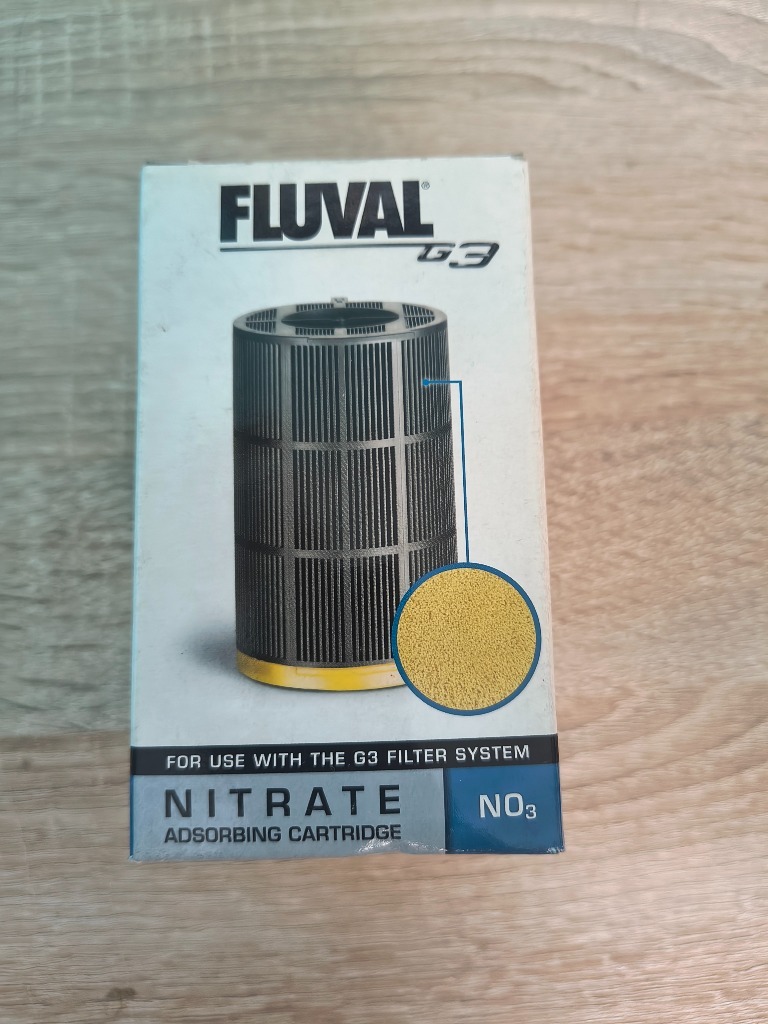 FLUVAL®
G3
FOR USE WITH THE G3 FILTER SYSTEM
NITRATE
ADSORBING CARTRIDGE
NO₃